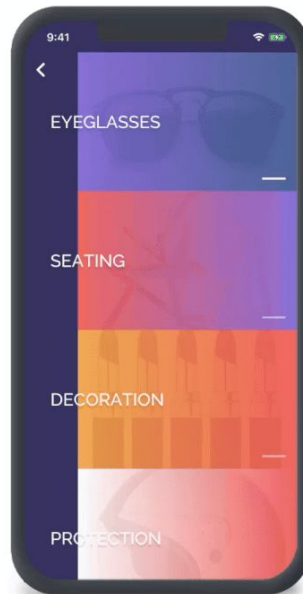 9:41
EYEGLASSES
SEATING
DECORATION
PROTECTION